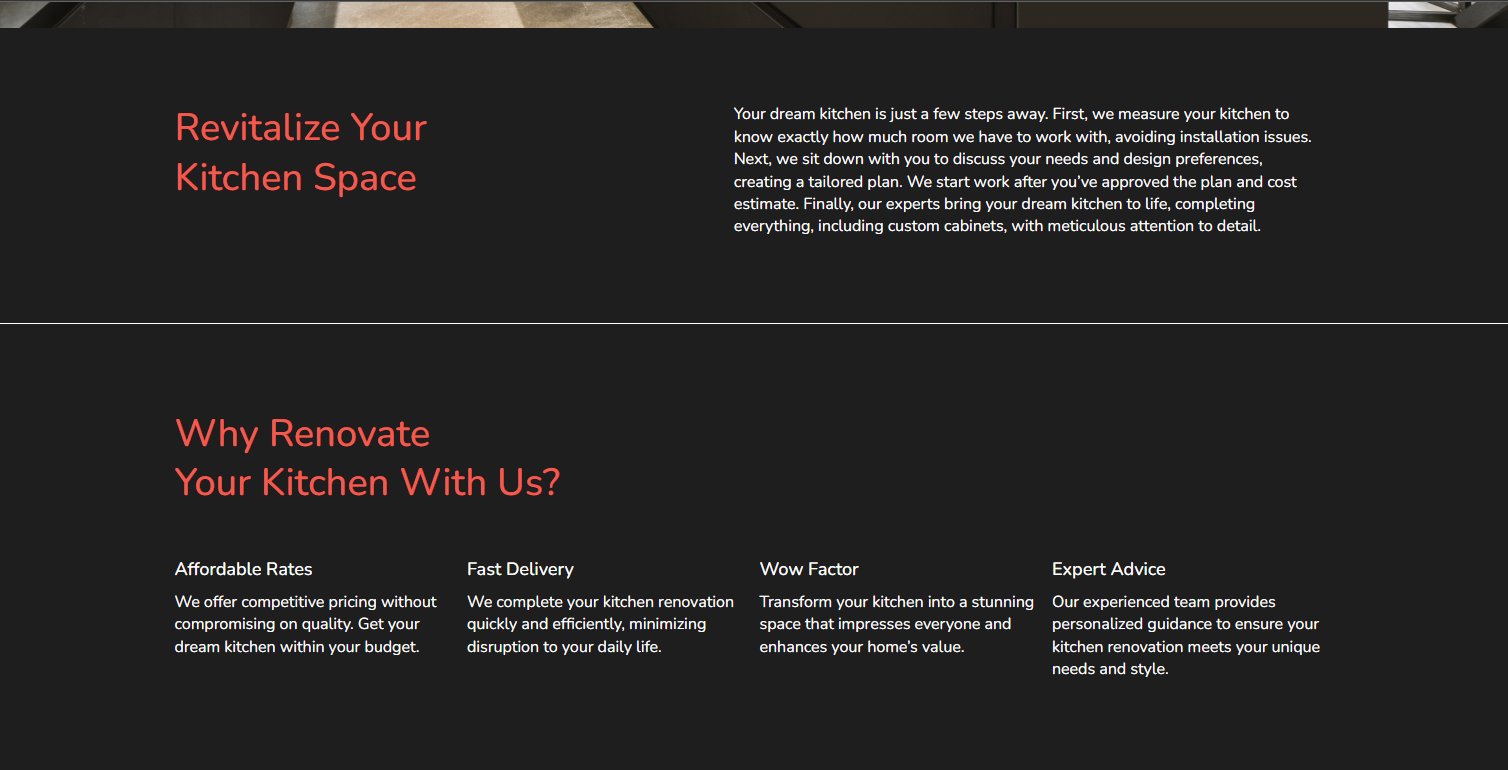 Revitalize Your
Kitchen Space
Your dream kitchen is just a few steps away. First, we measure your kitchen to
know exactly how much room we have to work with, avoiding installation issues.
Next, we sit down with you to discuss your needs and design preferences,
creating a tailored plan. We start work after you've approved the plan and cost
estimate. Finally, our experts bring your dream kitchen to life, completing
everything, including custom cabinets, with meticulous attention to detail.
Why Renovate
Your Kitchen With Us?
Affordable Rates
We offer competitive pricing without
compromising on quality. Get your
dream kitchen within your budget.
Fast Delivery
We complete your kitchen renovation
quickly and efficiently, minimizing
disruption to your daily life.
Wow Factor
Transform your kitchen into a stunning
space that impresses everyone and
enhances your home's value.
Expert Advice
Our experienced team provides
personalized guidance to ensure your
kitchen renovation meets your unique
needs and style.